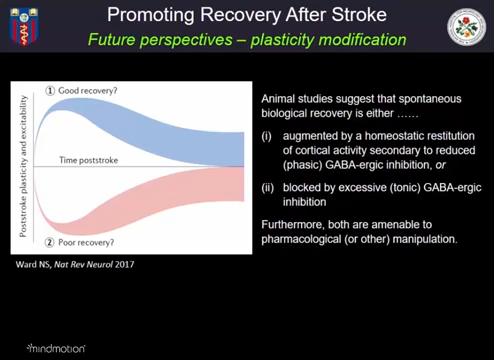 Promoting Recovery After Stroke
Future perspectives – plasticity modification
① Good recovery?
Poststroke plasticity and excitability
Time poststroke
② Poor recovery?
Ward NS, Nat Rev Neurol 2017
Animal studies suggest that spontaneous
biological recovery is either ……
(i) augmented by a homeostatic restitution
of cortical activity secondary to reduced
(phasic) GABA-ergic inhibition, or
(ii) blocked by excessive (tonic) GABA-ergic
inhibition
Furthermore, both are amenable to
pharmacological (or other) manipulation.
mindmotion